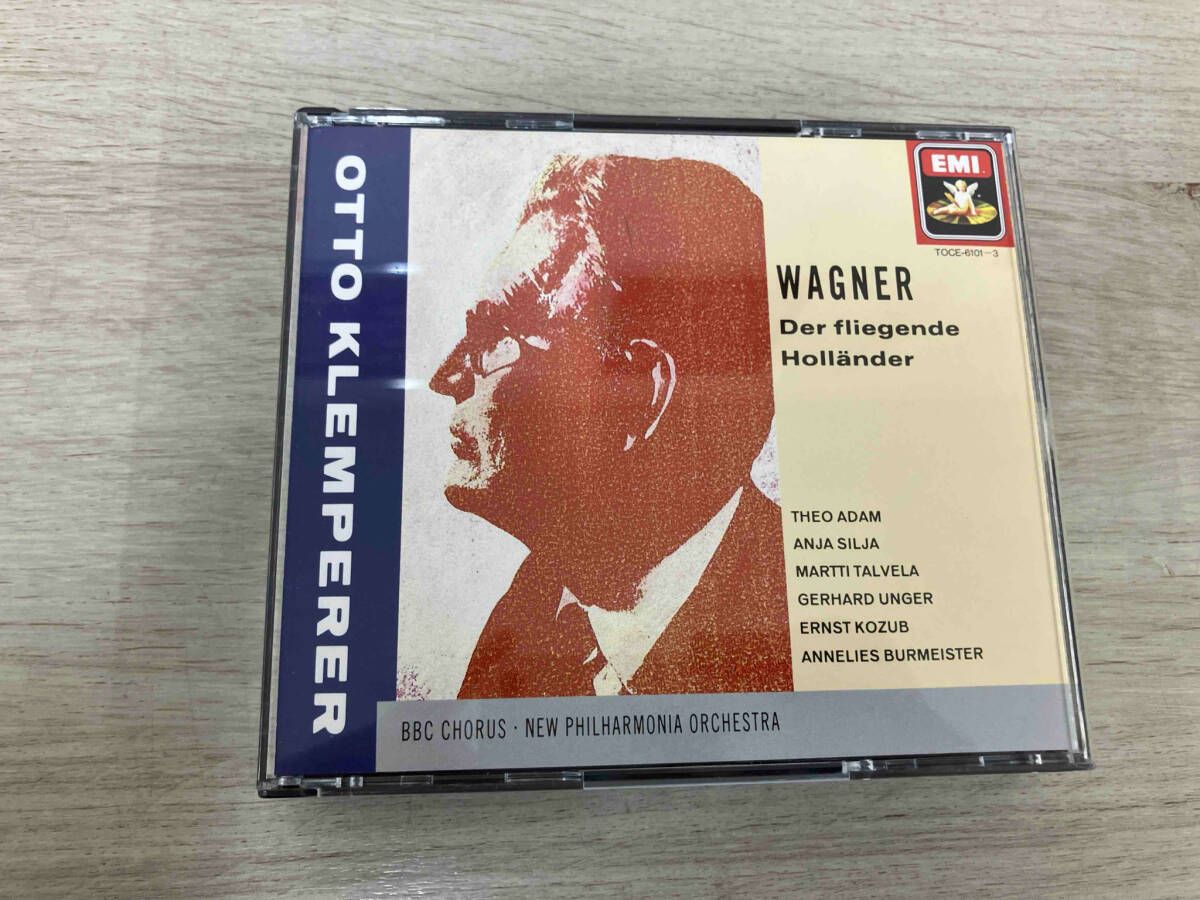 OTTO KLEMPERER
EMI
TOCE-6101-3
WAGNER
Der fliegende
Holländer
THEO ADAM
ANJA SILJA
MARTTI TALVELA
GERHARD UNGER
ERNST KOZUB
ANNELIES BURMEISTER
BBC CHORUS · NEW PHILHARMONIA ORCHESTRA